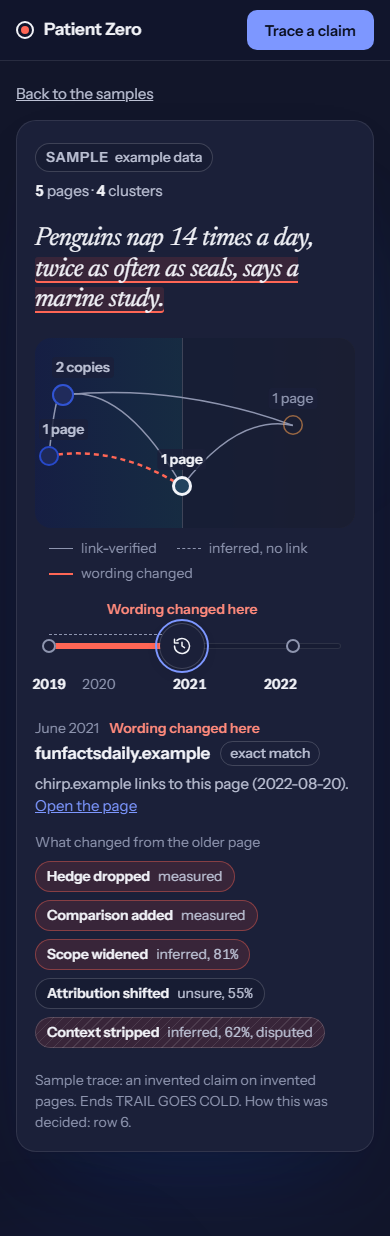 Patient Zero
Trace a claim
Back to the samples
SAMPLE example data
5 pages · 4 clusters
Penguins nap 14 times a day,
twice as often as seals, says a
marine study.
2 copies
1 page
1 page
1 page
link-verified
inferred, no link
wording changed
Wording changed here
2019 2020 2021 2022
June 2021 Wording changed here
funfactsdaily.example exact match
chirp.example links to this page (2022-08-20).
Open the page
What changed from the older page
Hedge dropped measured
Comparison added measured
Scope widened inferred, 81%
Attribution shifted unsure, 55%
Context stripped inferred, 62%, disputed
Sample trace: an invented claim on invented
pages. Ends TRAIL GOES COLD. How this was
decided: row 6.